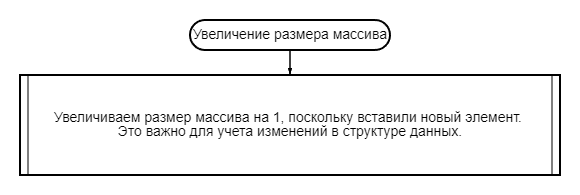 Увеличение размера массива
Увеличиваем размер массива на 1, поскольку вставили новый элемент.
Это важно для учета изменений в структуре данных.